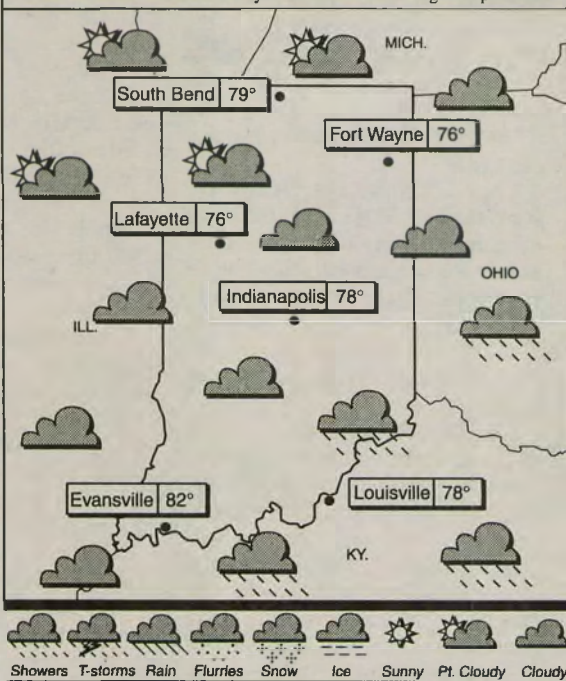 MICH.
South Bend 79°
Fort Wayne 76°
Lafayette 76°
OHIO
Indianapolis 78°
ILL.
Evansville 82°
Louisville 78°
KY.
Showers T-storms Rain Flurries Snow Ice Sunny Pt. Cloudy Cloudy